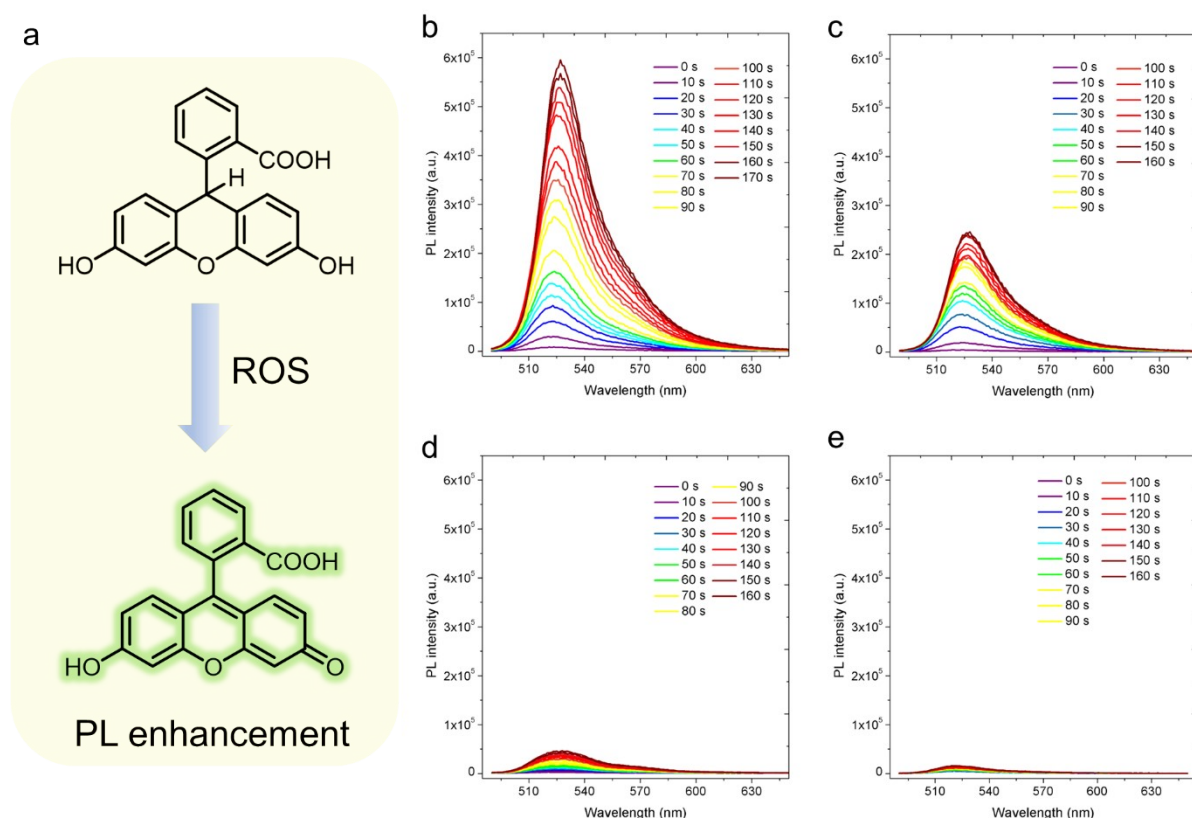 a
COOH
H
HO
O
OH
ROS
COOH
HO
O
O
PL enhancement
b
6x10⁵
5x10⁵
4x10⁵
3x10⁵
2x10⁵
1x10⁵
0
PL intensity (a.u.)
510 540 570 600 630
Wavelength (nm)
0 s 100 s
10 s 110 s
20 s 120 s
30 s 130 s
40 s 140 s
50 s 150 s
60 s 160 s
70 s 170 s
80 s
90 s
c
6x10⁵
5x10⁵
4x10⁵
3x10⁵
2x10⁵
1x10⁵
0
PL intensity (a.u.)
510 540 570 600 630
Wavelength (nm)
0 s 100 s
10 s 110 s
20 s 120 s
30 s 130 s
40 s 140 s
50 s 150 s
60 s 160 s
70 s
80 s
90 s
d
6x10⁵
5x10⁵
4x10⁵
3x10⁵
2x10⁵
1x10⁵
0
PL intensity (a.u.)
510 540 570 600 630
Wavelength (nm)
0 s 90 s
10 s 100 s
20 s 110 s
30 s 120 s
40 s 130 s
50 s 140 s
60 s 150 s
70 s 160 s
80 s
e
6x10⁵
5x10⁵
4x10⁵
3x10⁵
2x10⁵
1x10⁵
0
PL intensity (a.u.)
510 540 570 600 630
Wavelength (nm)
0 s 100 s
10 s 110 s
20 s 120 s
30 s 130 s
40 s 140 s
50 s 150 s
60 s 160 s
70 s
80 s
90 s